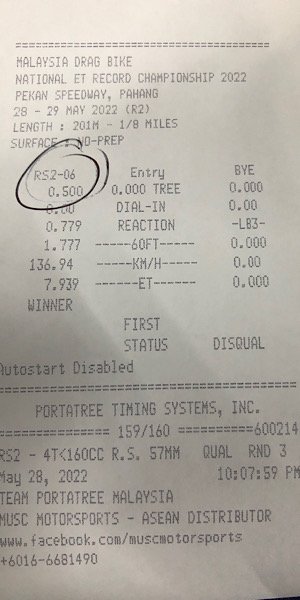 ================================
MALAYSIA DRAG BIKE
NATIONAL ET RECORD CHAMPIONSHIP 2022
PEKAN SPEEDWAY, PAHANG
28 - 29 MAY 2022 (R2)
LENGTH : 201M - 1/8 MILES
SURFACE : NO-PREP
RS2-06 Entry BYE
0.500 0.000 TREE 0.000
0.00 DIAL-IN 0.00
0.779 REACTION -LB3-
1.777 -----60FT----- 0.000
136.94 -----KM/H----- 0.00
7.939 ------ET------ 0.000
WINNER
FIRST
STATUS DISQUAL
Autostart Disabled
================================
PORTATREE TIMING SYSTEMS, INC.
============= 159/160 ==========600214
RS2 - 4T<160CC R.S. 57MM QUAL RND 3
May 28, 2022 10:07:59 PM
TEAM PORTATREE MALAYSIA
MUSC MOTORSPORTS - ASEAN DISTRIBUTOR
www.facebook.com/muscmotorsports
+6016-6681490